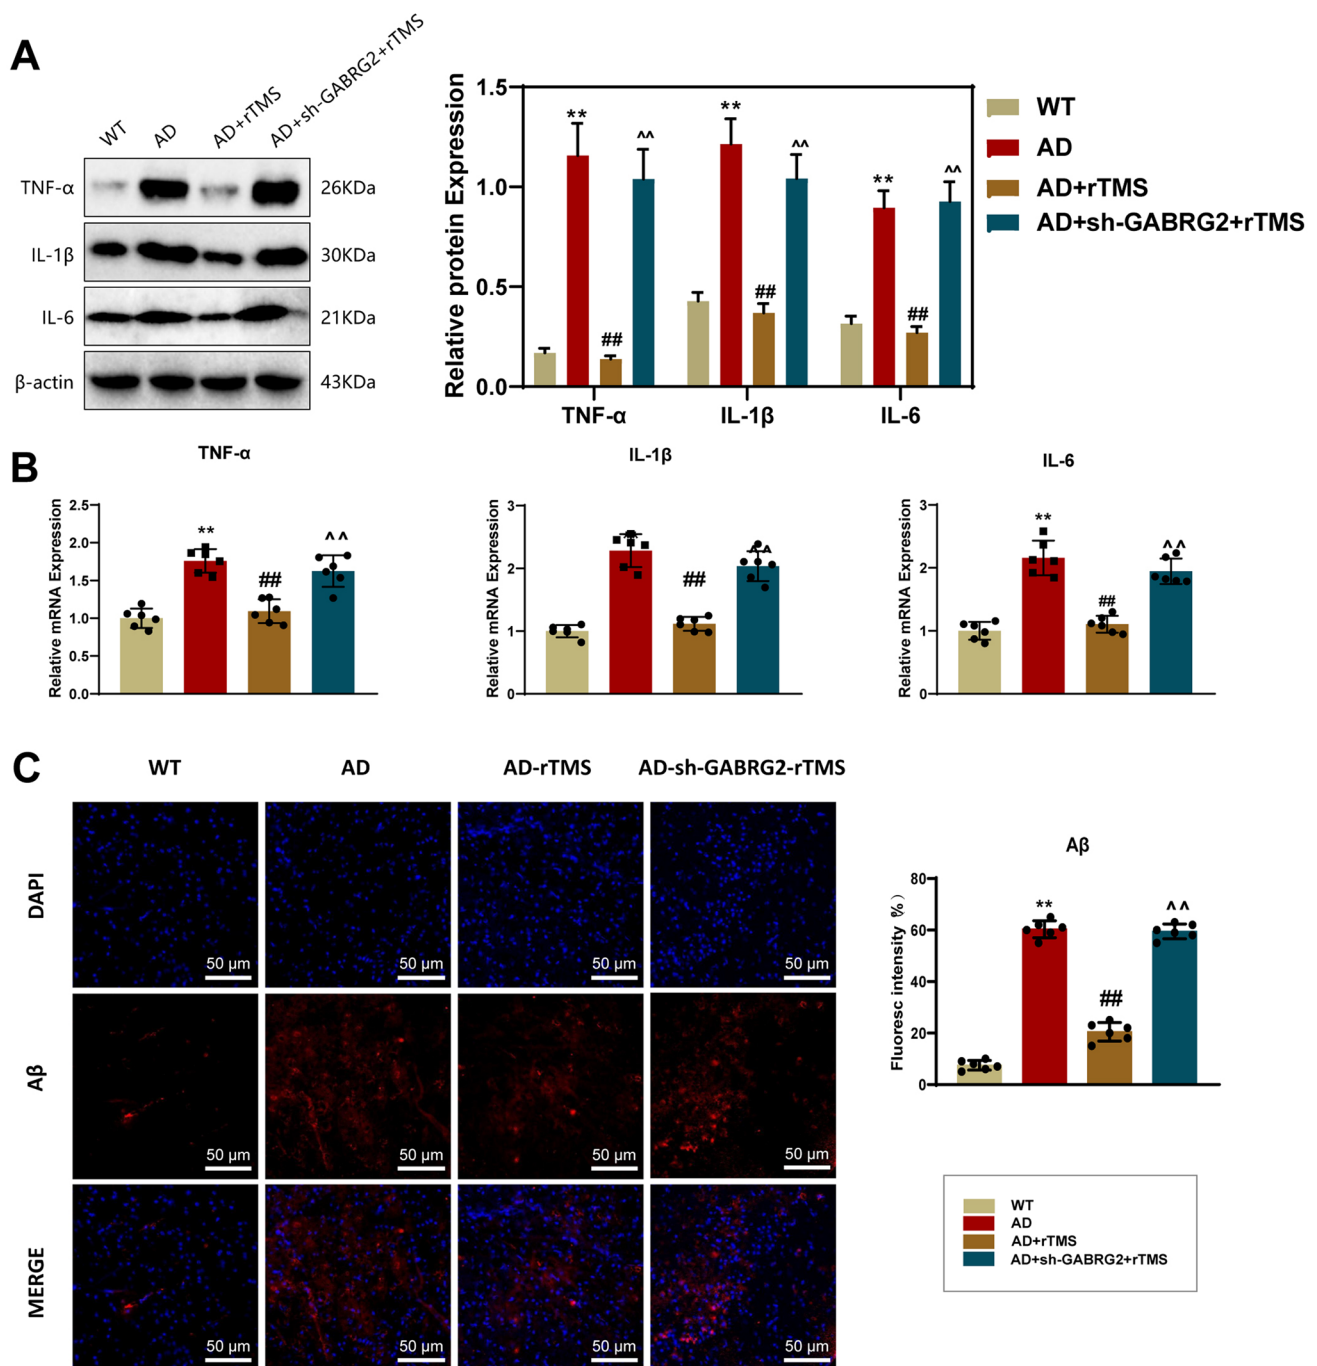 A
WT
AD
AD+rTMS
AD+sh-GABRG2+rTMS
TNF-α
26KDa
IL-1β
30KDa
IL-6
21KDa
β-actin
43KDa
Relative protein Expression
1.5
1.0
0.5
0.0
**
^^
##
**
^^
##
**
^^
##
TNF-α
IL-1β
IL-6
WT
AD
AD+rTMS
AD+sh-GABRG2+rTMS
B
TNF-α
Relative mRNA Expression
2.5
2.0
1.5
1.0
0.5
0.0
**
##
^^
IL-1β
Relative mRNA Expression
3
2
1
0
##
^^
IL-6
Relative mRNA Expression
3
2
1
0
**
##
^^
C
WT
AD
AD-rTMS
AD-sh-GABRG2-rTMS
DAPI
50 μm
50 μm
50 μm
50 μm
Aβ
50 μm
50 μm
50 μm
50 μm
MERGE
50 μm
50 μm
50 μm
50 μm
Aβ
Fluoresc intensity %)
80
60
40
20
0
**
##
^^
WT
AD
AD+rTMS
AD+sh-GABRG2+rTMS